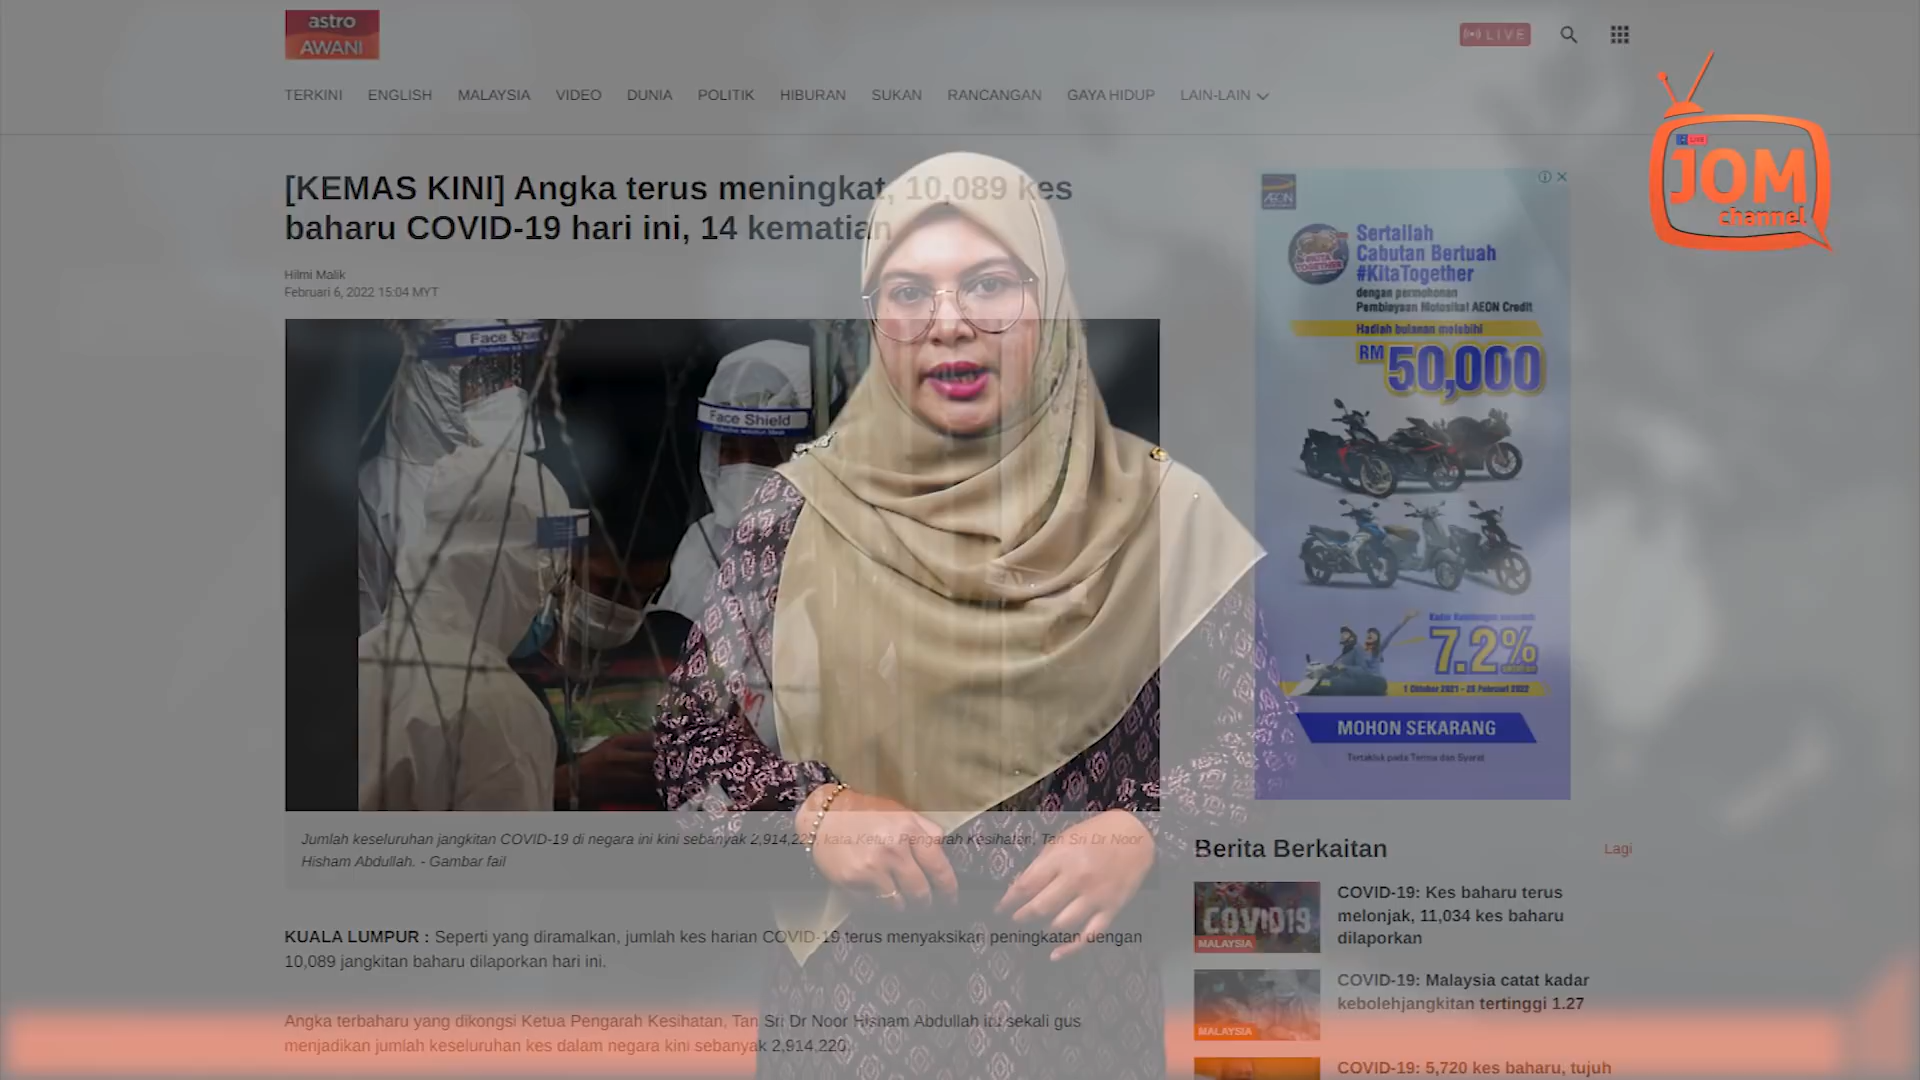 astro
AWANI
LIVE
TERKINI ENGLISH MALAYSIA VIDEO DUNIA POLITIK HIBURAN SUKAN RANCANGAN GAYA HIDUP LAIN-LAIN
LIVE
JOM
channel
[KEMAS KINI] Angka terus meningkat, 10,089 kes
baharu COVID-19 hari ini, 14 kematian
Hilmi Malik
Februari 6, 2022 15:04 MYT
Face Shield
Face Shield
Jumlah keseluruhan jangkitan COVID-19 di negara ini kini sebanyak 2,914,220, kata Ketua Pengarah Kesihatan, Tan Sri Dr Noor
Hisham Abdullah. - Gambar fail
KUALA LUMPUR : Seperti yang diramalkan, jumlah kes harian COVID-19 terus menyaksikan peningkatan dengan
10,089 jangkitan baharu dilaporkan hari ini.
Angka terbaharu yang dikongsi Ketua Pengarah Kesihatan, Tan Sri Dr Noor Hisham Abdullah itu sekali gus
menjadikan jumlah keseluruhan kes dalam negara kini sebanyak 2,914,220.
AEON
KITA
TOGETHER
Sertailah
Cabutan Bertuah
#KitaTogether
dengan permohonan
Pembiayaan Motosikal AEON Credit
Hadiah bulanan melebihi
RM 50,000
7.2%
1 Oktober 2021 - 28 Februari 2022
MOHON SEKARANG
Tertakluk pada Terma dan Syarat
Berita Berkaitan
Lagi
COVID19
MALAYSIA
COVID-19: Kes baharu terus
melonjak, 11,034 kes baharu
dilaporkan
MALAYSIA
COVID-19: Malaysia catat kadar
kebolehjangkitan tertinggi 1.27
COVID-19: 5,720 kes baharu, tujuh